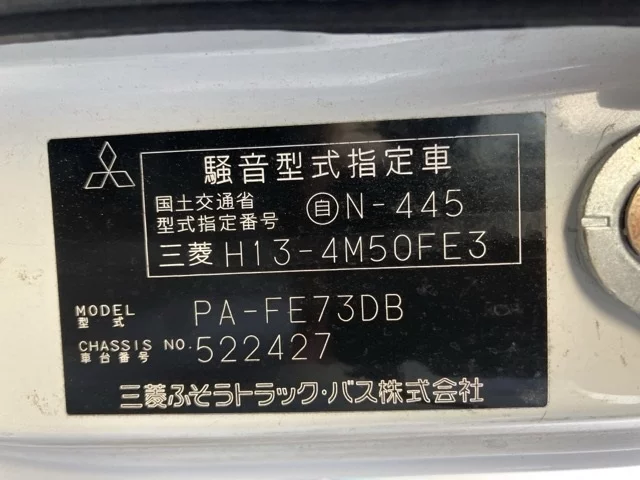 騒音型式指定車
国土交通省
型式指定番号 自N-445
三菱 H13-4M50FE3
MODEL
型式 PA-FE73DB
CHASSIS NO.
車台番号 522427
三菱ふそうトラック・バス株式会社